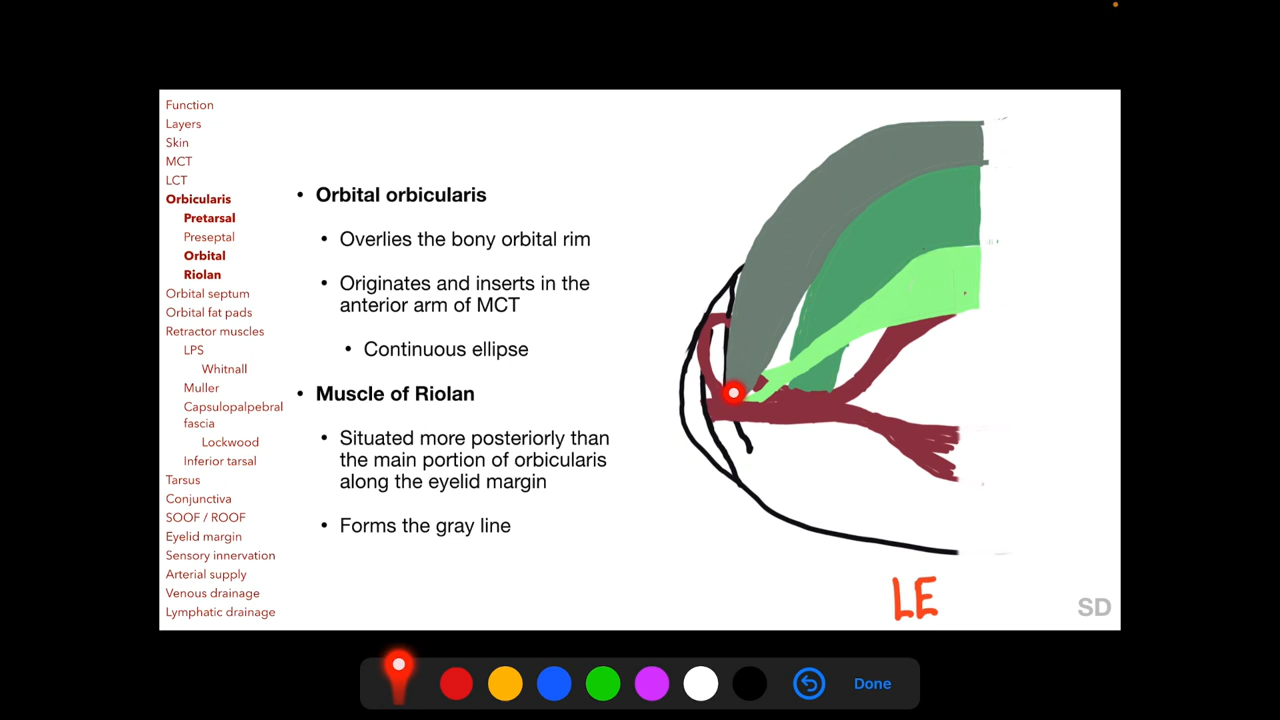 Function
Layers
Skin
MCT
LCT
Orbicularis
Pretarsal
Preseptal
Orbital
Riolan
Orbital septum
Orbital fat pads
Retractor muscles
LPS
Whitnall
Muller
Capsulopalpebral
fascia
Lockwood
Inferior tarsal
Tarsus
Conjunctiva
SOOF / ROOF
Eyelid margin
Sensory innervation
Arterial supply
Venous drainage
Lymphatic drainage
• Orbital orbicularis
• Overlies the bony orbital rim
• Originates and inserts in the
anterior arm of MCT
• Continuous ellipse
• Muscle of Riolan
• Situated more posteriorly than
the main portion of orbicularis
along the eyelid margin
• Forms the gray line
LE
SD
Done